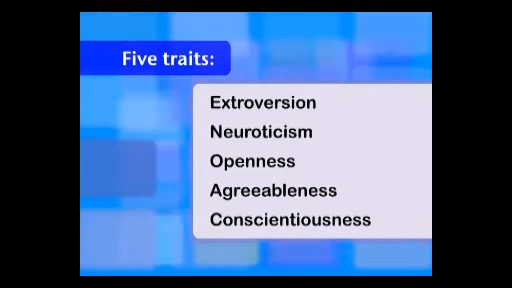 Five traits:
Extroversion
Neuroticism
Openness
Agreeableness
Conscientiousness